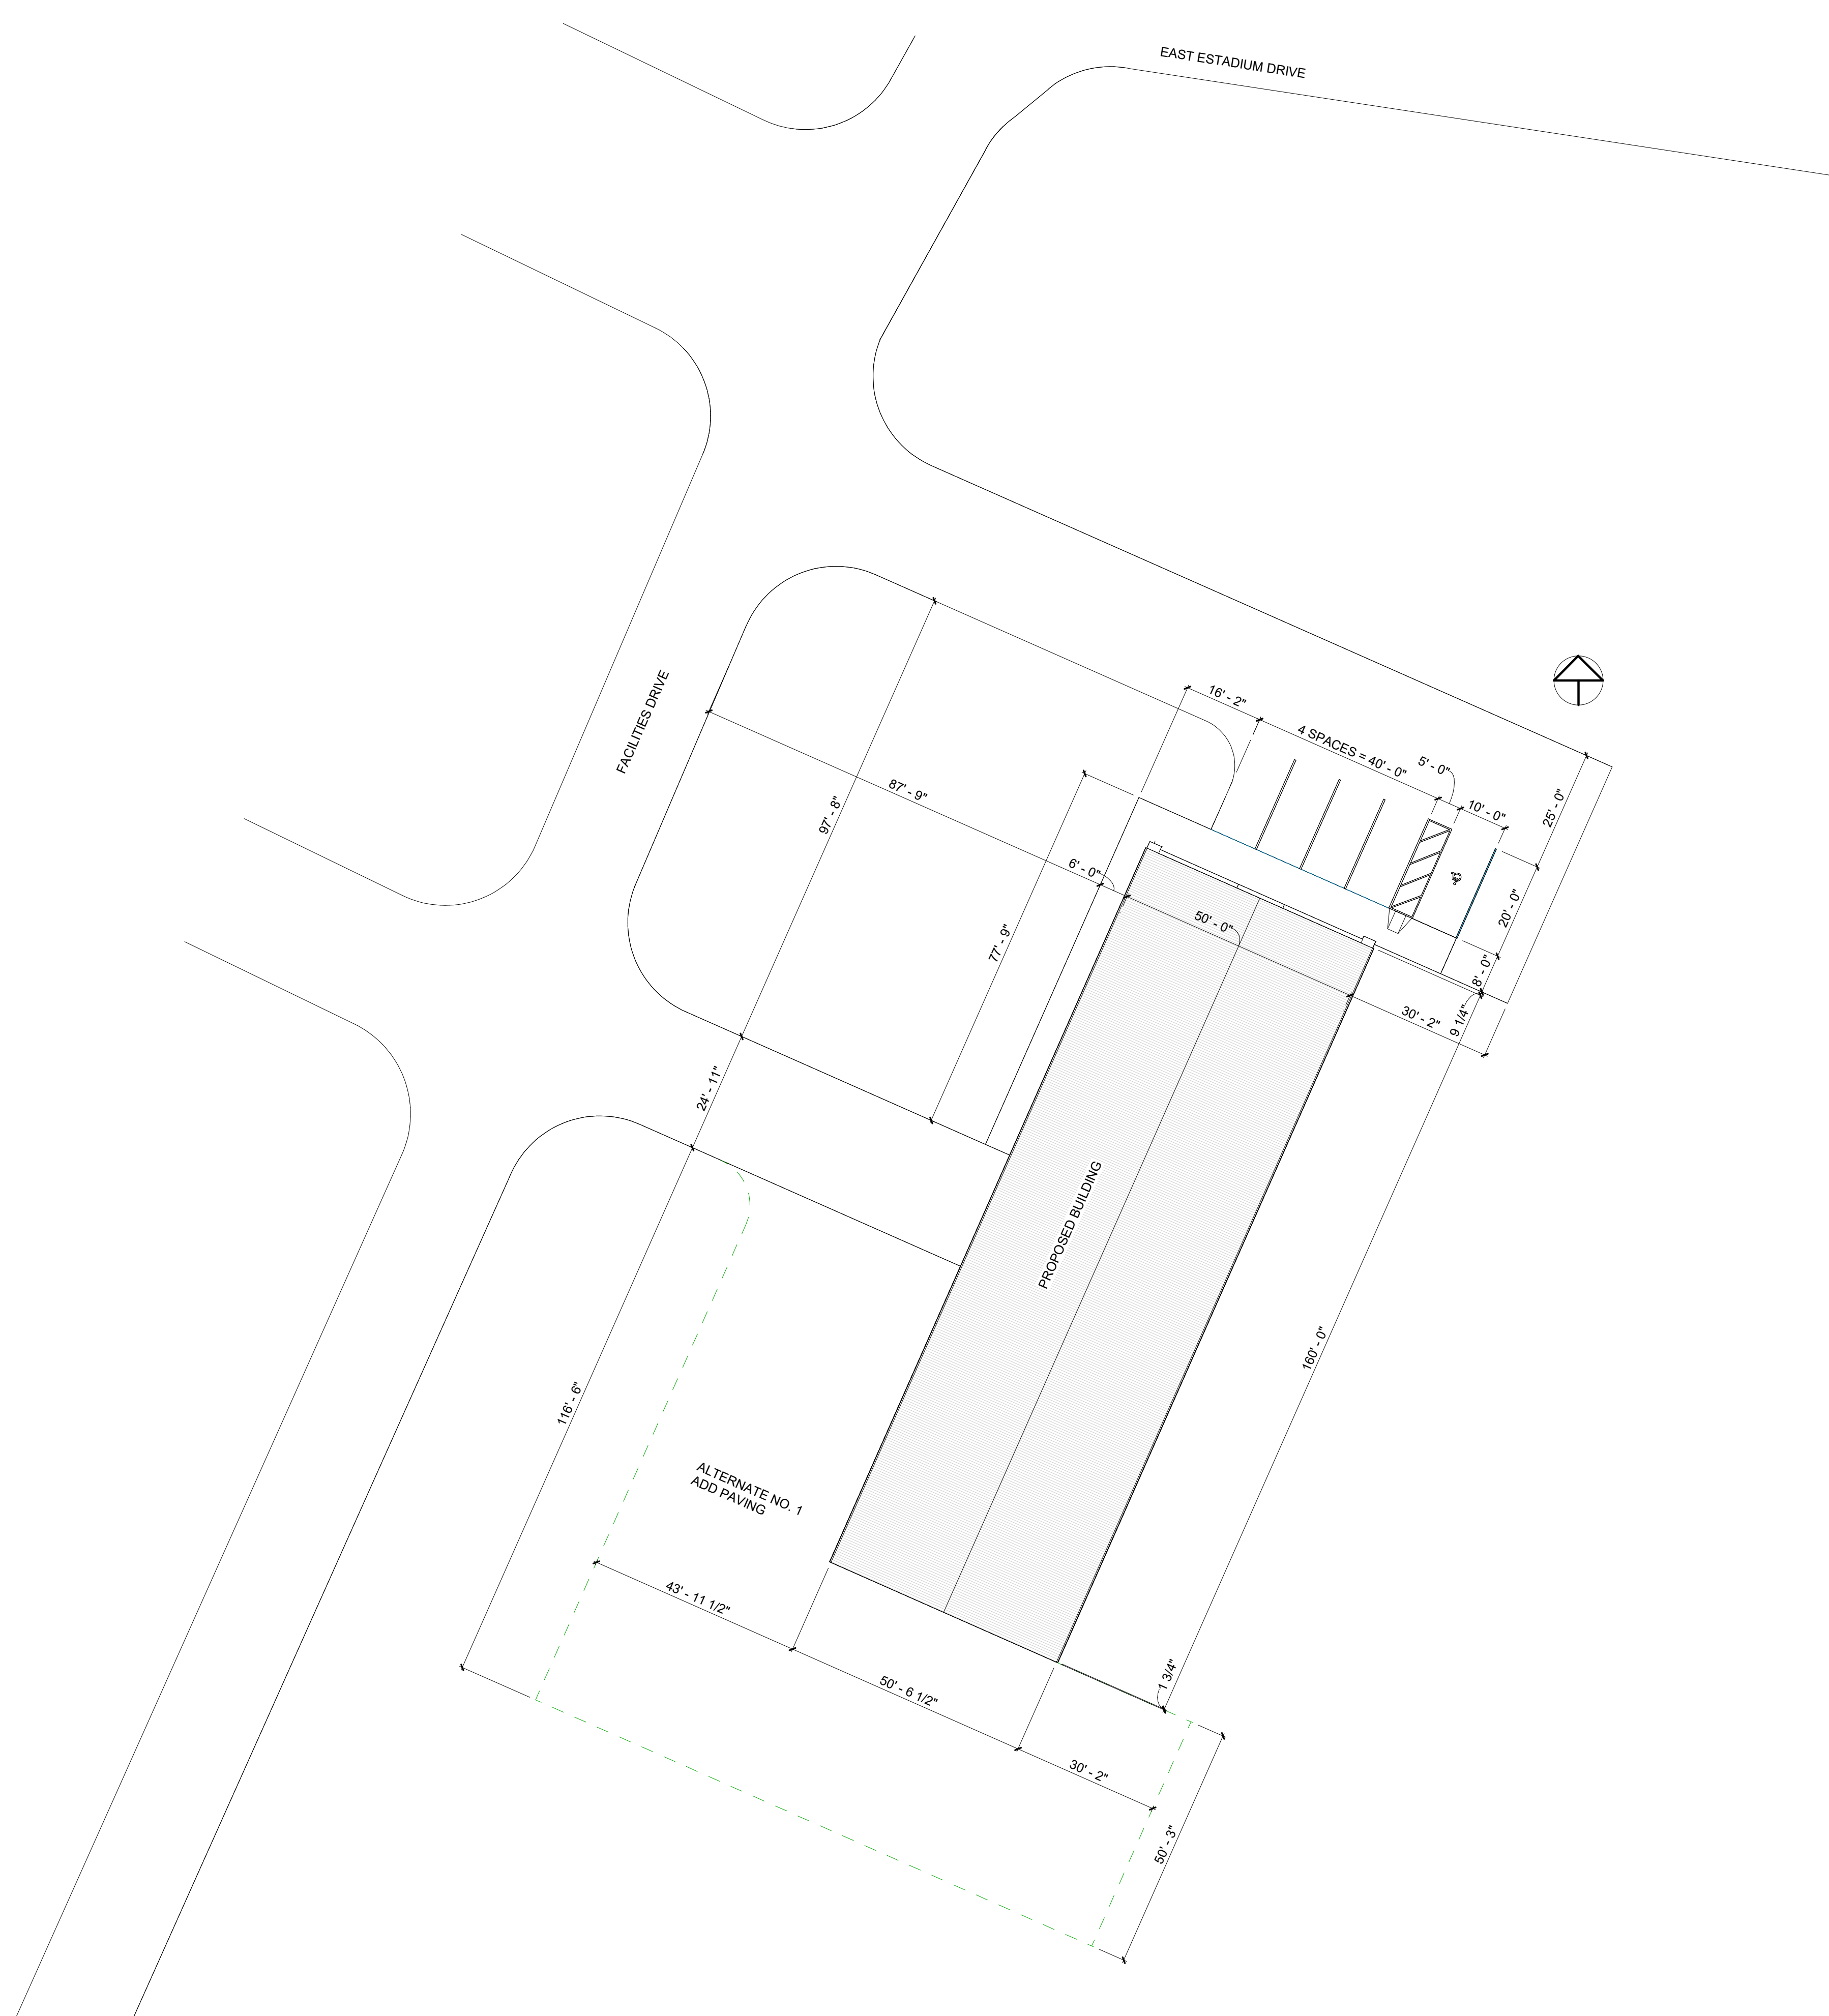 EAST ESTADIUM DRIVE
FACILITIES DRIVE
16' - 2"
4 SPACES = 40' - 0"
5' - 0"
10' - 0"
25' - 0"
87' - 9"
97' - 8"
6' - 0"
20' - 0"
50' - 0"
77' - 9"
8' - 0"
30' - 2"
9 1/4"
24' - 11"
PROPOSED BUILDING
160' - 0"
116' - 6"
ALTERNATE NO. 1
ADD PAVING
43' - 11 1/2"
50' - 6 1/2"
1 3/4"
30' - 2"
50' - 3"